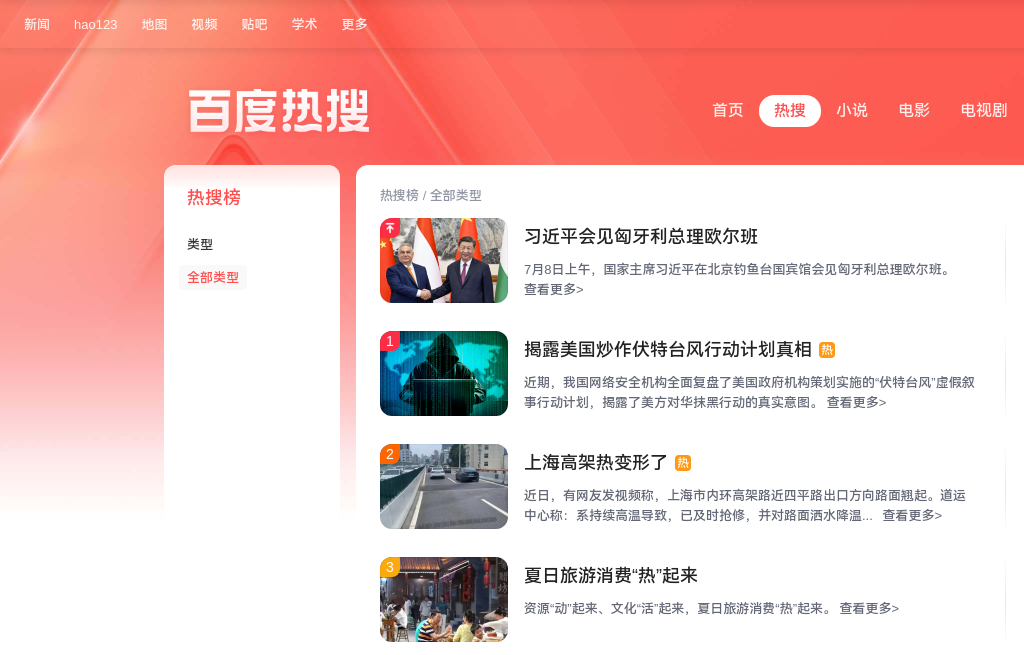 新闻 hao123 地图 视频 贴吧 学术 更多
百度热搜
首页 热搜 小说 电影 电视剧
热搜榜
类型
全部类型
热搜榜 / 全部类型
习近平会见匈牙利总理欧尔班
7月8日上午，国家主席习近平在北京钓鱼台国宾馆会见匈牙利总理欧尔班。
查看更多>
1
揭露美国炒作伏特台风行动计划真相 热
近期，我国网络安全机构全面复盘了美国政府机构策划实施的“伏特台风”虚假叙
事行动计划，揭露了美方对华抹黑行动的真实意图。 查看更多>
2
上海高架热变形了 热
近日，有网友发视频称，上海市内环高架路近四平路出口方向路面翘起。道运
中心称：系持续高温导致，已及时抢修，并对路面洒水降温... 查看更多>
3
夏日旅游消费“热”起来
资源“动”起来、文化“活”起来，夏日旅游消费“热”起来。 查看更多>